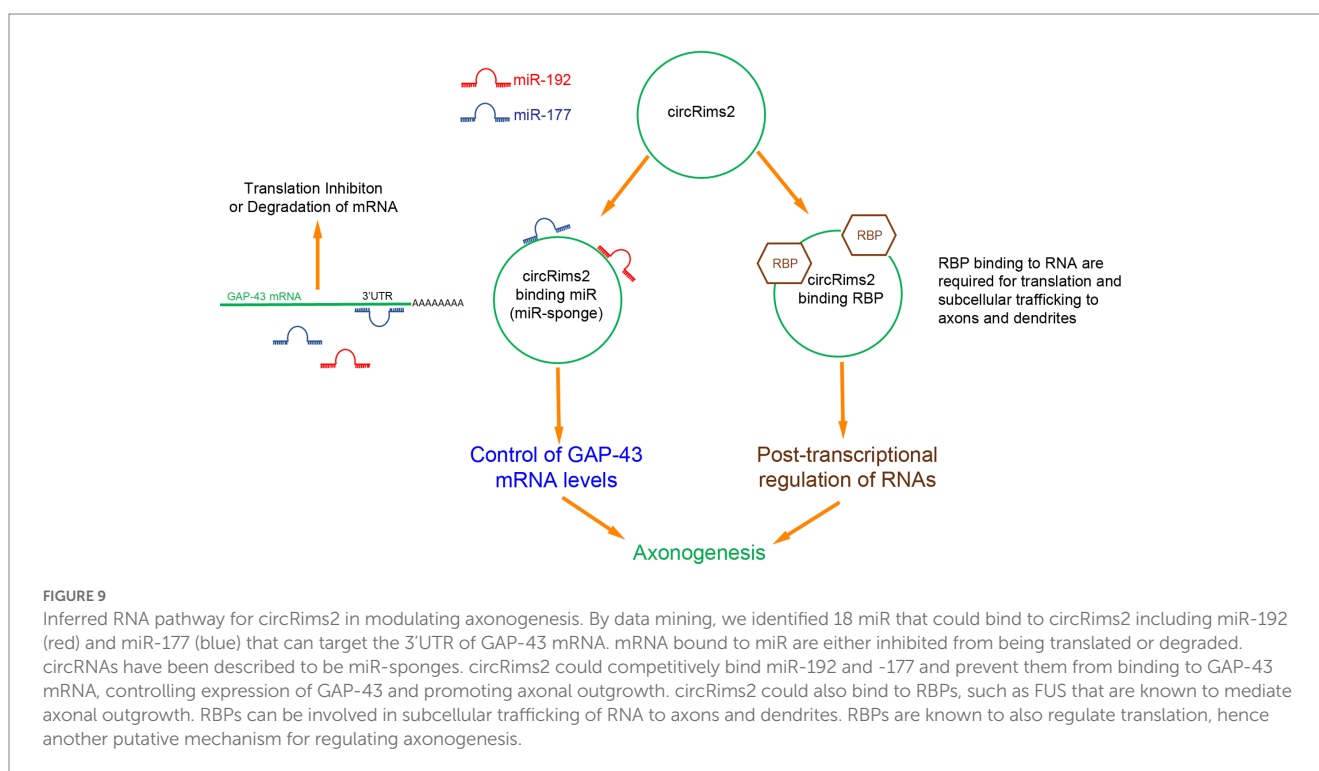 miR-192
miR-177
circRims2
Translation Inhibiton
or Degradation of mRNA
GAP-43 mRNA
3'UTR
AAAAAAAA
circRims2
binding miR
(miR-sponge)
RBP
RBP
circRims2
binding RBP
RBP binding to RNA are
required for translation and
subcellular trafficking to
axons and dendrites
Control of GAP-43
mRNA levels
Post-transcriptional
regulation of RNAs
Axonogenesis
FIGURE 9
Inferred RNA pathway for circRims2 in modulating axonogenesis. By data mining, we identified 18 miR that could bind to circRims2 including miR-192
(red) and miR-177 (blue) that can target the 3’UTR of GAP-43 mRNA. mRNA bound to miR are either inhibited from being translated or degraded.
circRNAs have been described to be miR-sponges. circRims2 could competitively bind miR-192 and -177 and prevent them from binding to GAP-43
mRNA, controlling expression of GAP-43 and promoting axonal outgrowth. circRims2 could also bind to RBPs, such as FUS that are known to mediate
axonal outgrowth. RBPs can be involved in subcellular trafficking of RNA to axons and dendrites. RBPs are known to also regulate translation, hence
another putative mechanism for regulating axonogenesis.